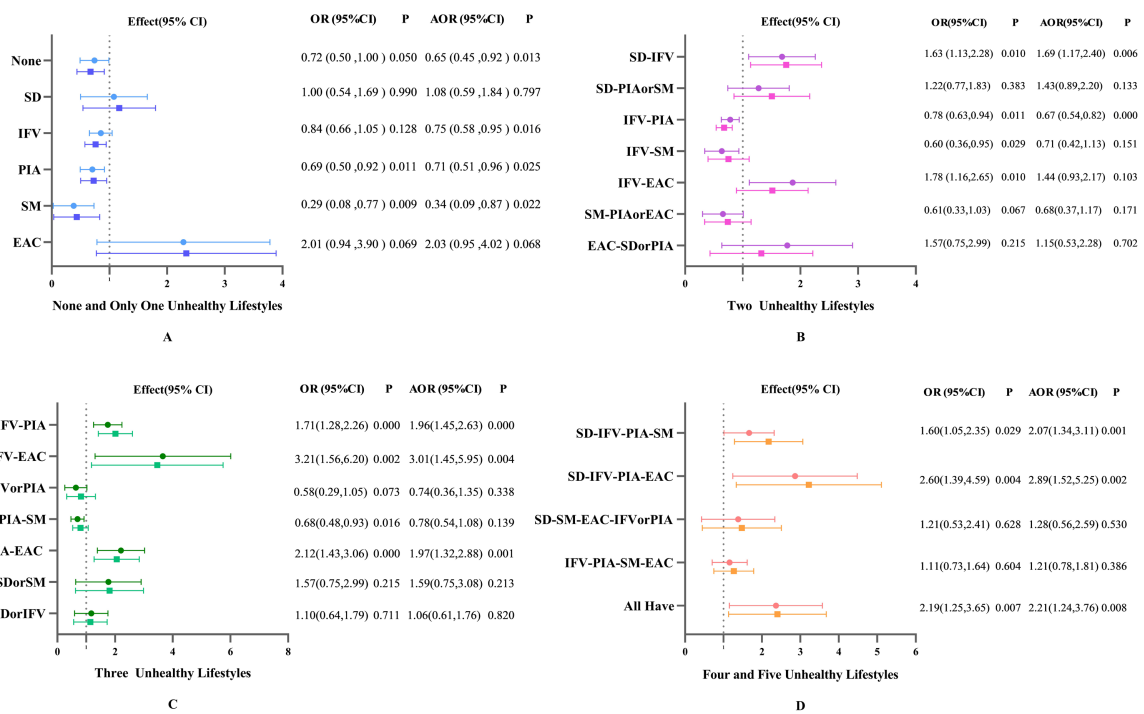 Effect(95% CI) OR (95%CI) P AOR (95%CI) P
None 0.72 (0.50 ,1.00 ) 0.050 0.65 (0.45 ,0.92 ) 0.013
SD 1.00 (0.54 ,1.69 ) 0.990 1.08 (0.59 ,1.84 ) 0.797
IFV 0.84 (0.66 ,1.05 ) 0.128 0.75 (0.58 ,0.95 ) 0.016
PIA 0.69 (0.50 ,0.92 ) 0.011 0.71 (0.51 ,0.96 ) 0.025
SM 0.29 (0.08 ,0.77 ) 0.009 0.34 (0.09 ,0.87 ) 0.022
EAC 2.01 (0.94 ,3.90 ) 0.069 2.03 (0.95 ,4.02 ) 0.068
0 1 2 3 4
None and Only One Unhealthy Lifestyles
A
Effect(95% CI) OR(95%CI) P AOR(95%CI) P
SD-IFV 1.63 (1.13,2.28) 0.010 1.69 (1.17,2.40) 0.006
SD-PIAorSM 1.22(0.77,1.83) 0.383 1.43(0.89,2.20) 0.133
IFV-PIA 0.78 (0.63,0.94) 0.011 0.67 (0.54,0.82) 0.000
IFV-SM 0.60 (0.36,0.95) 0.029 0.71 (0.42,1.13) 0.151
IFV-EAC 1.78 (1.16,2.65) 0.010 1.44 (0.93,2.17) 0.103
SM-PIAorEAC 0.61(0.33,1.03) 0.067 0.68(0.37,1.17) 0.171
EAC-SDorPIA 1.57(0.75,2.99) 0.215 1.15(0.53,2.28) 0.702
0 1 2 3 4
Two Unhealthy Lifestyles
B
Effect(95% CI) OR (95%CI) P AOR (95%CI) P
FV-PIA 1.71(1.28,2.26) 0.000 1.96(1.45,2.63) 0.000
FV-EAC 3.21(1.56,6.20) 0.002 3.01(1.45,5.95) 0.004
VorPIA 0.58(0.29,1.05) 0.073 0.74(0.36,1.35) 0.338
PIA-SM 0.68(0.48,0.93) 0.016 0.78(0.54,1.08) 0.139
A-EAC 2.12(1.43,3.06) 0.000 1.97(1.32,2.88) 0.001
SDorSM 1.57(0.75,2.99) 0.215 1.59(0.75,3.08) 0.213
DorIFV 1.10(0.64,1.79) 0.711 1.06(0.61,1.76) 0.820
0 2 4 6 8
Three Unhealthy Lifestyles
C
Effect(95% CI) OR (95%CI) P AOR (95%CI) P
SD-IFV-PIA-SM 1.60(1.05,2.35) 0.029 2.07(1.34,3.11) 0.001
SD-IFV-PIA-EAC 2.60(1.39,4.59) 0.004 2.89(1.52,5.25) 0.002
SD-SM-EAC-IFVorPIA 1.21(0.53,2.41) 0.628 1.28(0.56,2.59) 0.530
IFV-PIA-SM-EAC 1.11(0.73,1.64) 0.604 1.21(0.78,1.81) 0.386
All Have 2.19(1.25,3.65) 0.007 2.21(1.24,3.76) 0.008
0 1 2 3 4 5 6
Four and Five Unhealthy Lifestyles
D